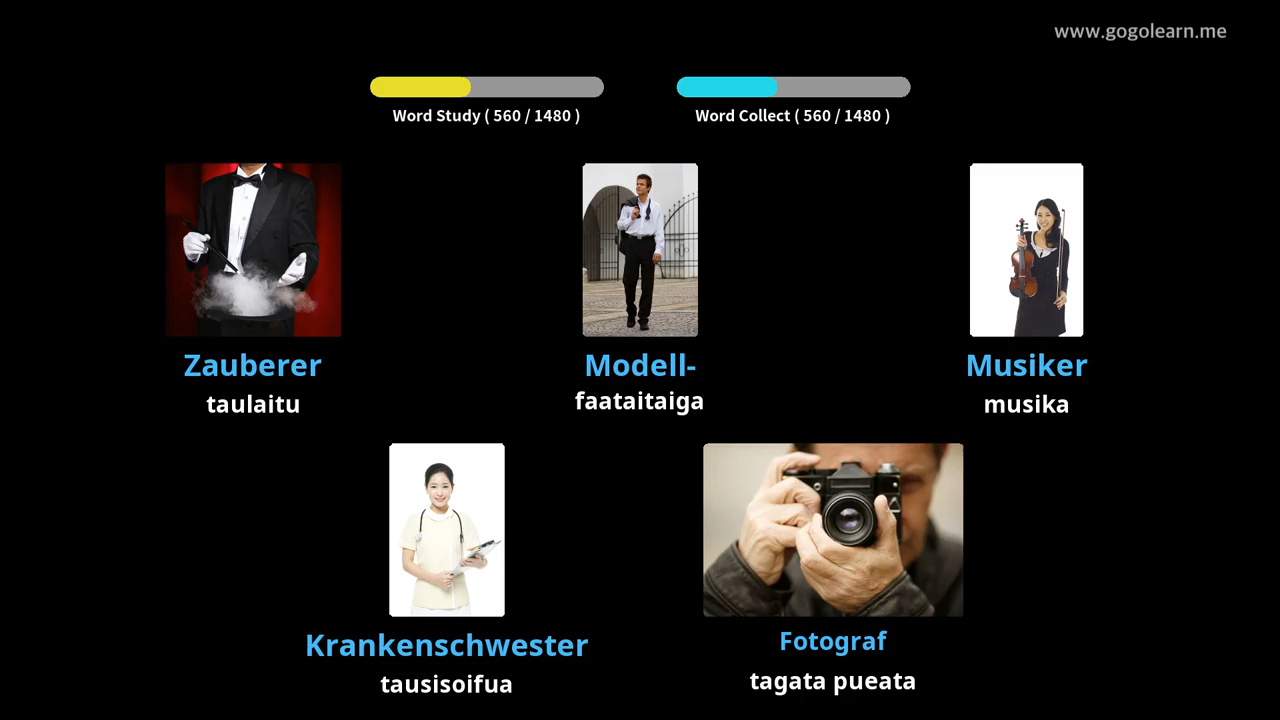 www.gogolearn.me
Word Study ( 560 / 1480 )
Word Collect ( 560 / 1480 )
Zauberer
taulaitu
Modell-
faataitaiga
Musiker
musika
Krankenschwester
tausisoifua
Fotograf
tagata pueata